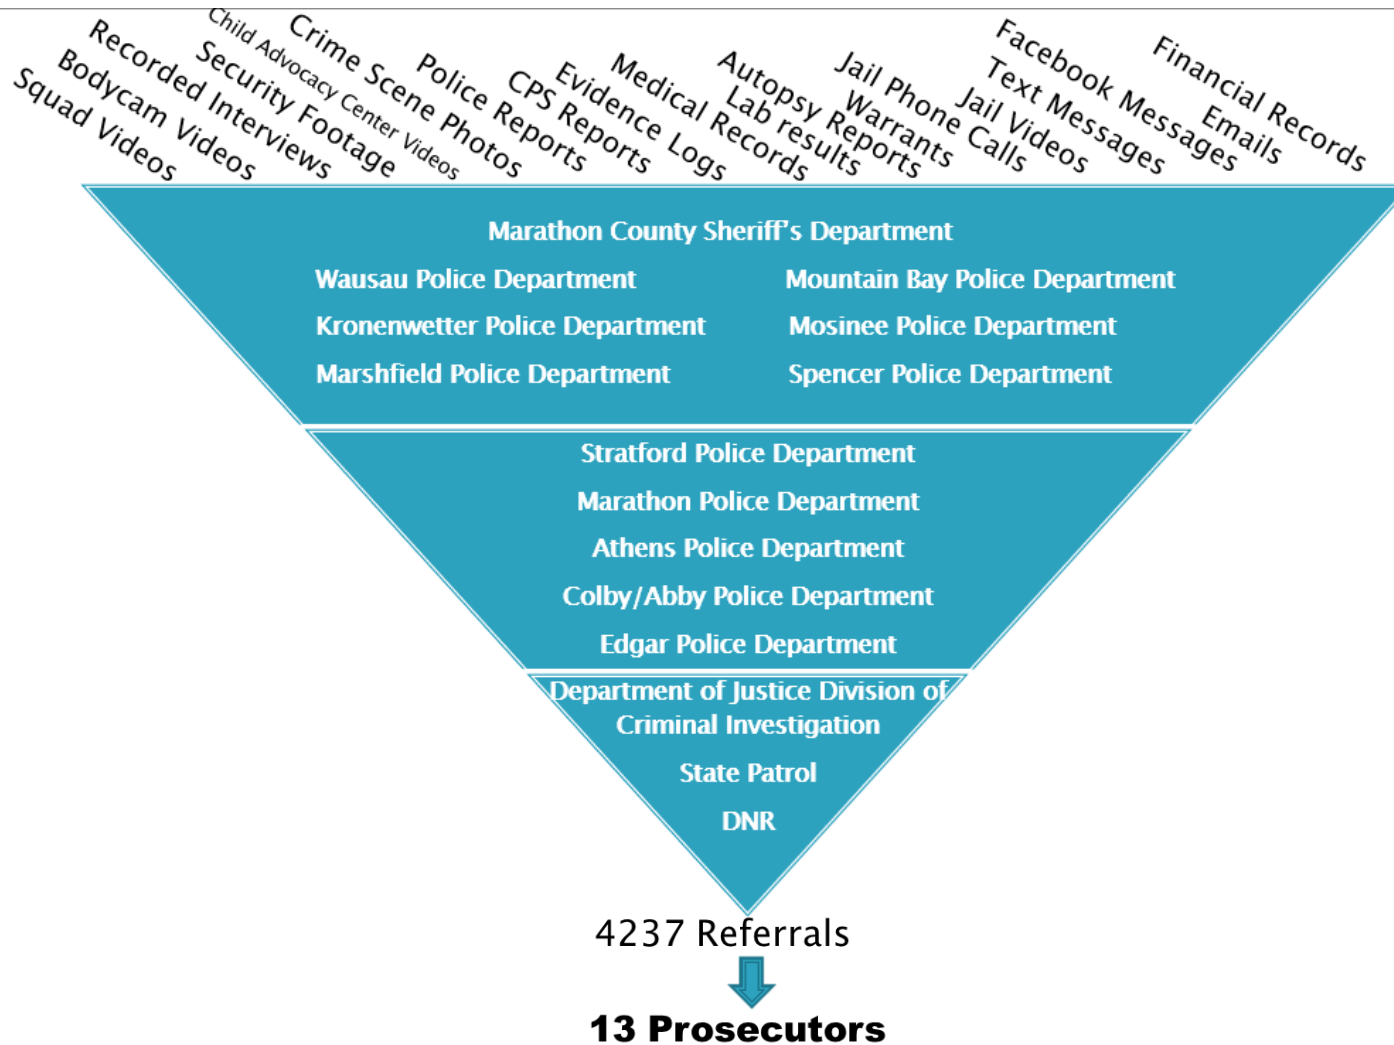 Squad Videos
Bodycam Videos
Recorded Interviews
Security Footage
Child Advocacy Center Videos
Crime Scene Photos
Police Reports
CPS Reports
Evidence Logs
Medical Records
Lab results
Autopsy Reports
Warrants
Jail Phone Calls
Jail Videos
Text Messages
Facebook Messages
Emails
Financial Records
Marathon County Sheriff's Department
Wausau Police Department Mountain Bay Police Department
Kronenwetter Police Department Mosinee Police Department
Marshfield Police Department Spencer Police Department
Stratford Police Department
Marathon Police Department
Athens Police Department
Colby/Abby Police Department
Edgar Police Department
Department of Justice Division of
Criminal Investigation
State Patrol
DNR
4237 Referrals
13 Prosecutors